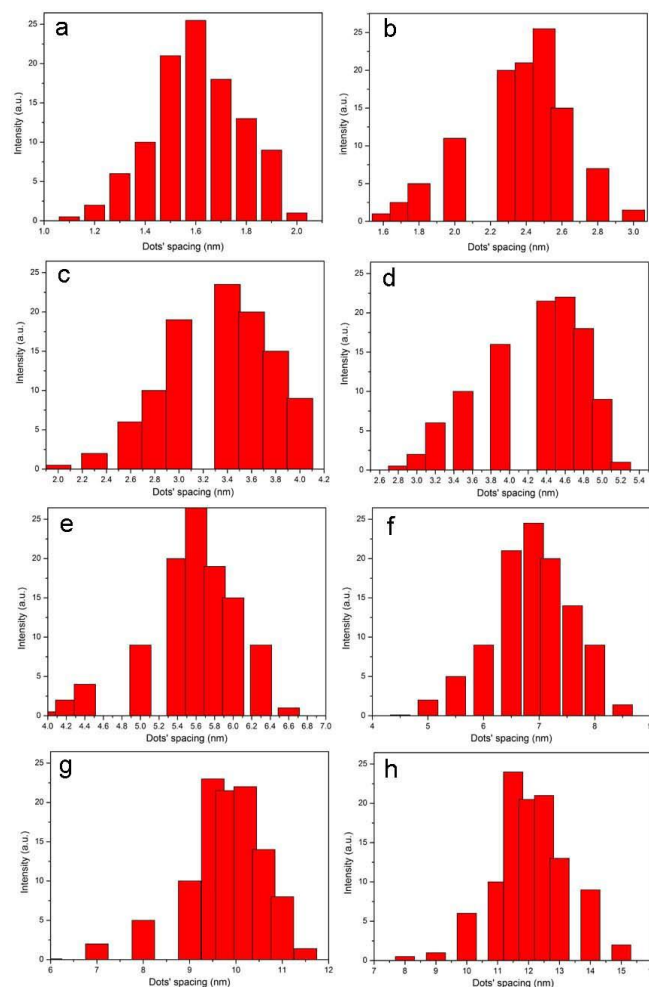 a
Intensity (a.u.)
25
20
15
10
5
0
1.0 1.2 1.4 1.6 1.8 2.0
Dots' spacing (nm)
b
intensity (a.u.)
25
20
15
10
5
0
1.6 1.8 2.0 2.2 2.4 2.6 2.8 3.0
Dots' spacing (nm)
c
Intensity (a.u.)
25
20
15
10
5
0
2.0 2.2 2.4 2.6 2.8 3.0 3.2 3.4 3.6 3.8 4.0 4.2
Dots' spacing (nm)
d
Intensity (a.u.)
25
20
15
10
5
0
2.6 2.8 3.0 3.2 3.4 3.6 3.8 4.0 4.2 4.4 4.6 4.8 5.0 5.2 5.4
Dots' spacing (nm)
e
Intensity (a.u.)
25
20
15
10
5
0
4.0 4.2 4.4 4.6 4.8 5.0 5.2 5.4 5.6 5.8 6.0 6.2 6.4 6.6 6.8 7.0
Dots' spacing (nm)
f
Intensity (a.u.)
25
20
15
10
5
0
4 5 6 7 8 9
Dots' spacing (nm)
g
Intensity (a.u.)
25
20
15
10
5
0
6 7 8 9 10 11 12
Dots' spacing (nm)
h
Intensity (a.u.)
25
20
15
10
5
0
7 8 9 10 11 12 13 14 15
Dots' spacing (nm)